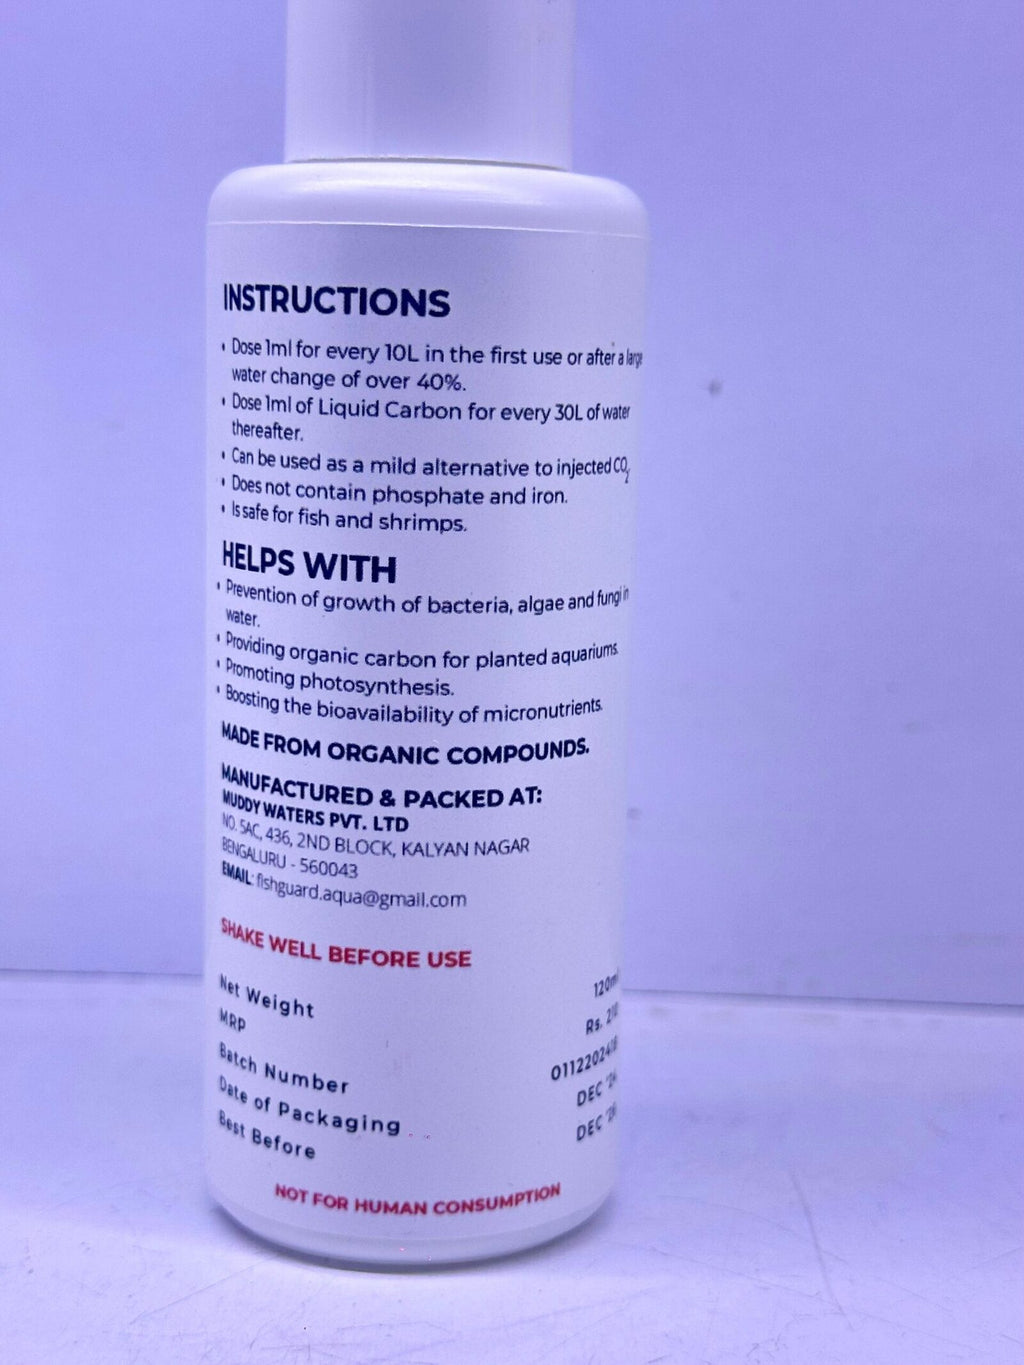 INSTRUCTIONS
• Dose 1ml for every 10L in the first use or after a large
water change of over 40%.
• Dose 1ml of Liquid Carbon for every 30L of water
thereafter.
• Can be used as a mild alternative to injected CO₂
• Does not contain phosphate and iron.
• Is safe for fish and shrimps.
HELPS WITH
• Prevention of growth of bacteria, algae and fungi in
water.
• Providing organic carbon for planted aquariums.
• Promoting photosynthesis.
• Boosting the bioavailability of micronutrients.
MADE FROM ORGANIC COMPOUNDS.
MANUFACTURED & PACKED AT:
MUDDY WATERS PVT. LTD
NO. 5AC, 436, 2ND BLOCK, KALYAN NAGAR
BENGALURU - 560043
EMAIL: fishguard.aqua@gmail.com
SHAKE WELL BEFORE USE
Net Weight 120ml
MRP Rs.
Batch Number
Date of Packaging DEC
Best Before DEC
NOT FOR HUMAN CONSUMPTION